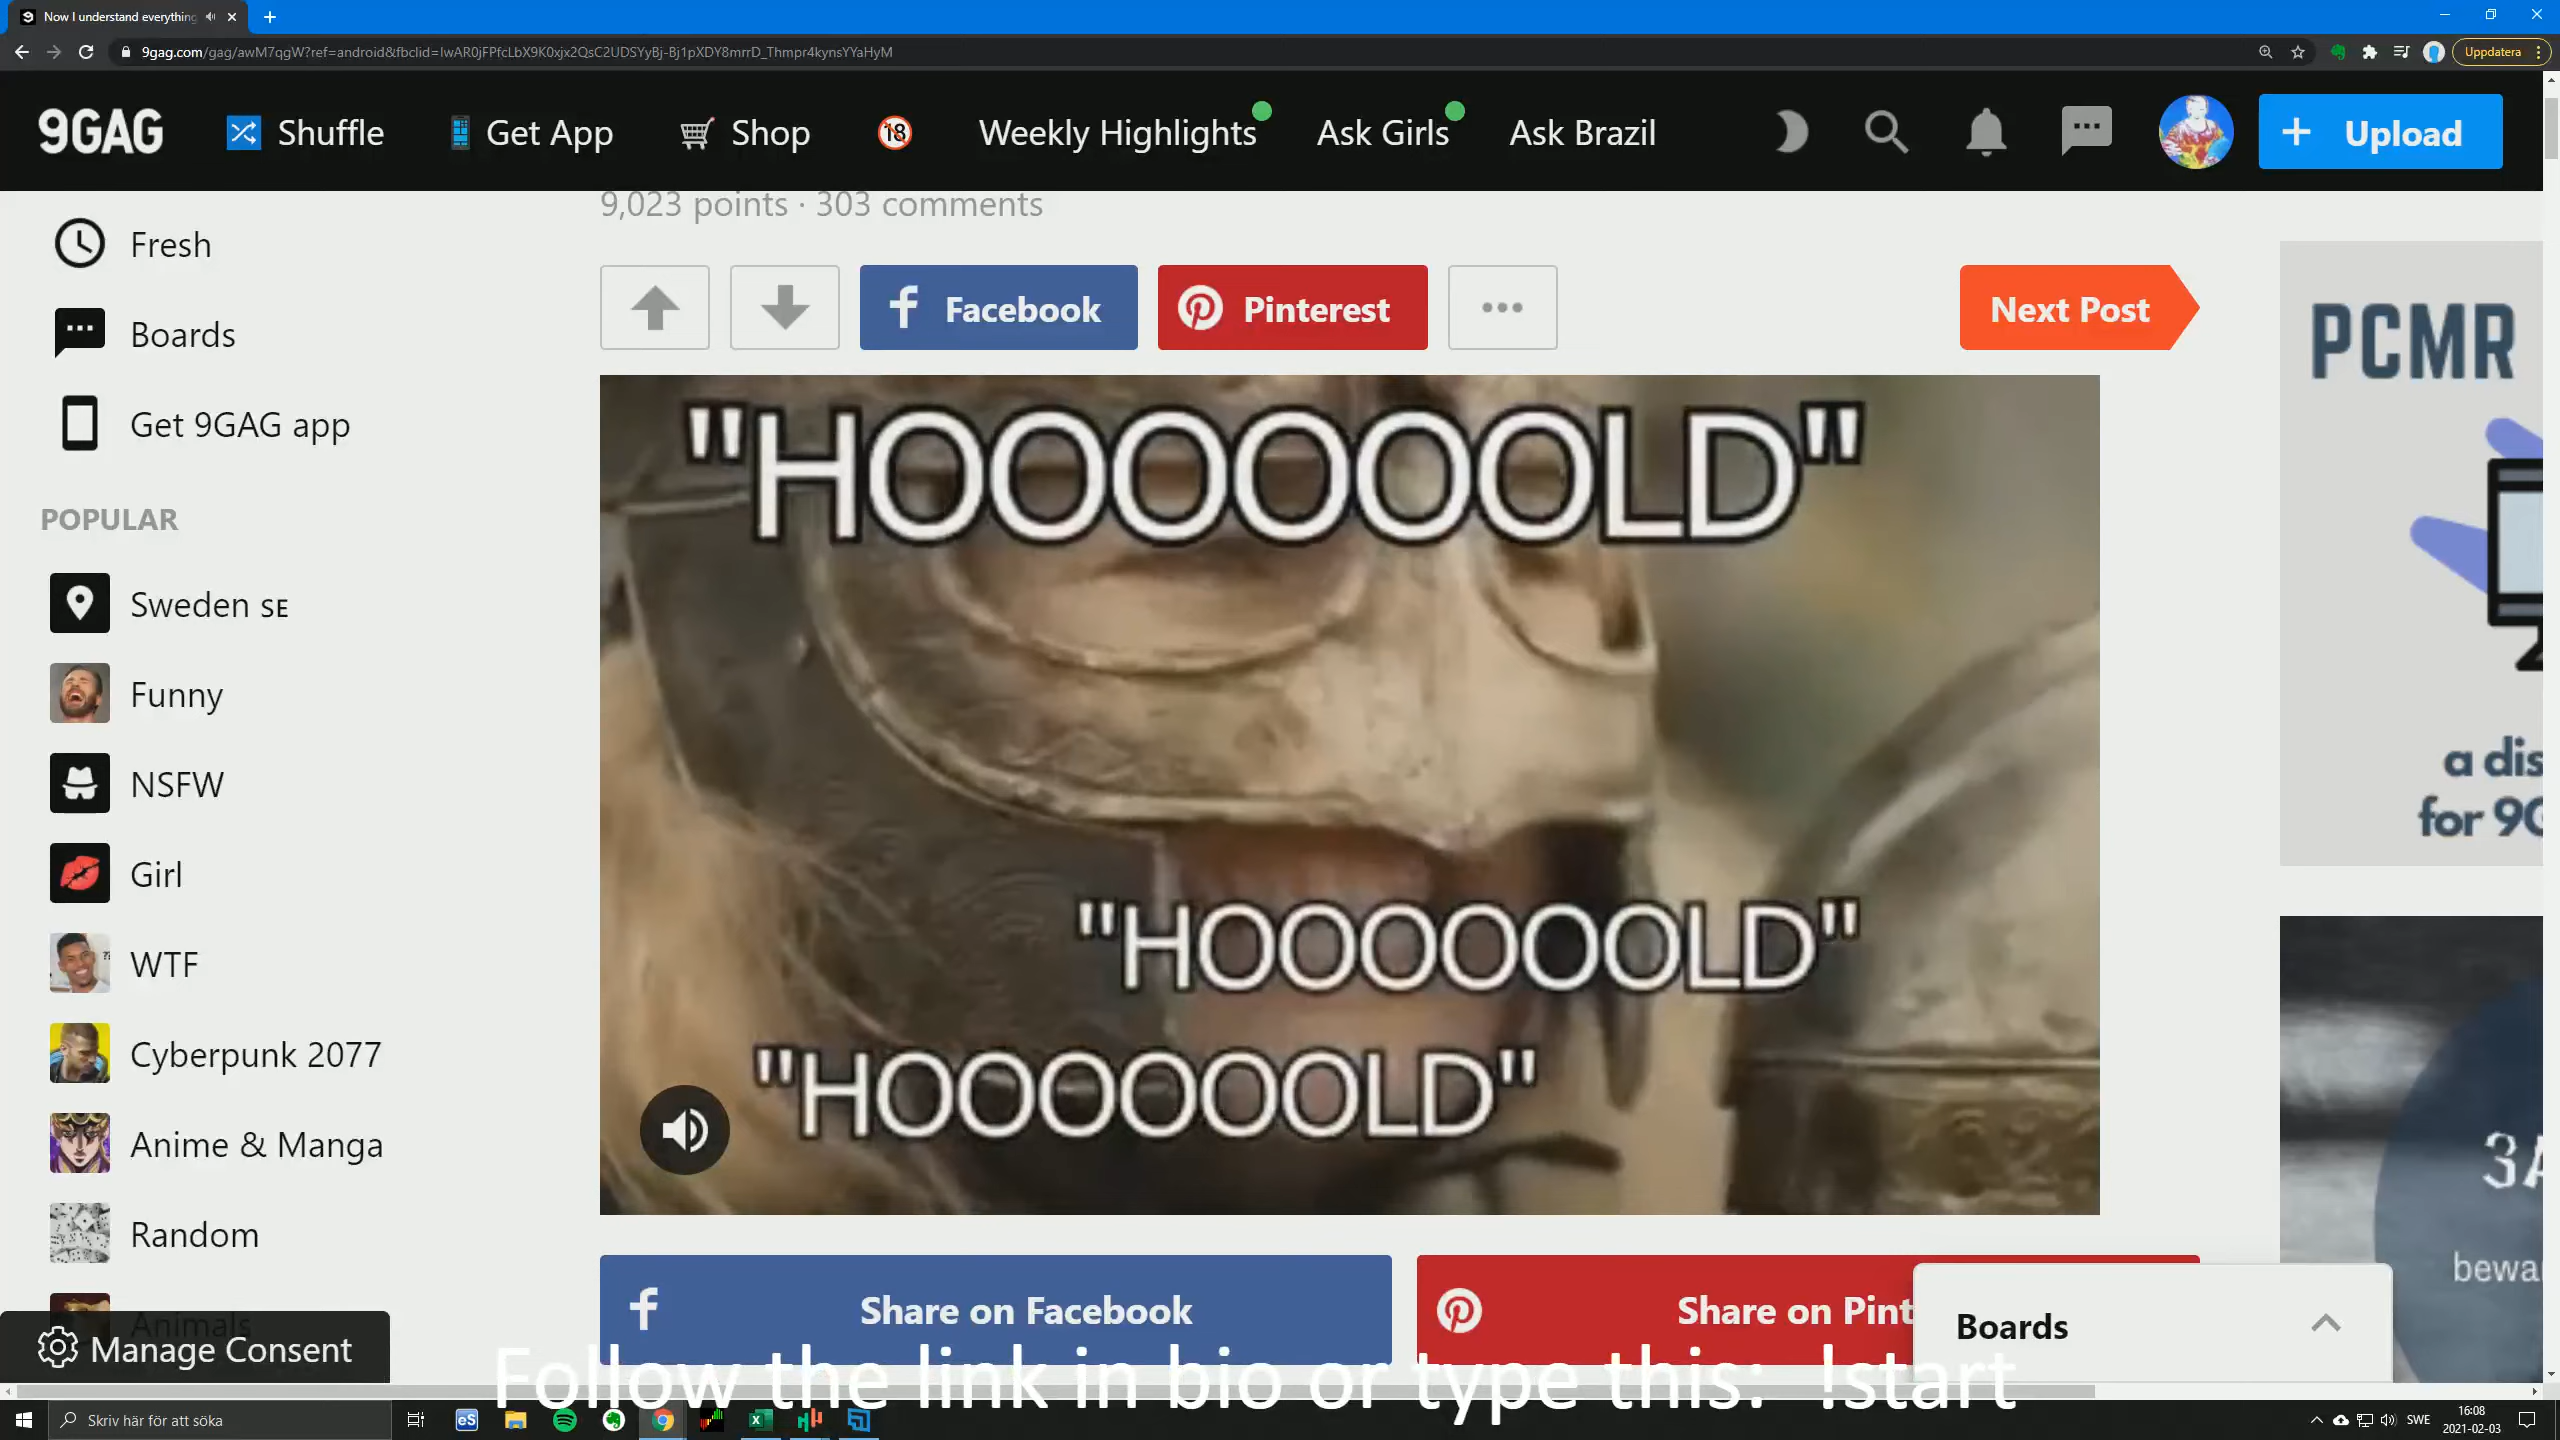 Now I understand everything
9gag.com/gag/awM7qgW?ref=android&fbclid=IwAR0jFPfcLbX9K0xjx2QsC2UDSYyBj-Bj1pXDY8mrrD_Thmpr4kynsYYaHyM
Uppdatera
9GAG Shuffle Get App Shop 18 Weekly Highlights Ask Girls Ask Brazil + Upload
9,023 points · 303 comments
Fresh
Boards
Get 9GAG app
POPULAR
Sweden SE
Funny
NSFW
Girl
WTF
Cyberpunk 2077
Anime & Manga
Random
Animals
Manage Consent
Facebook Pinterest Next Post
"HOOOOOOLD"
"HOOOOOOLD"
"HOOOOOOLD"
PCMR
a dis
for 9G
3A
bewa
Share on Facebook Share on Pint
Boards
Follow the link in bio or type this: !start
Skriv här för att söka
eS
SWE
16:08
2021-02-03